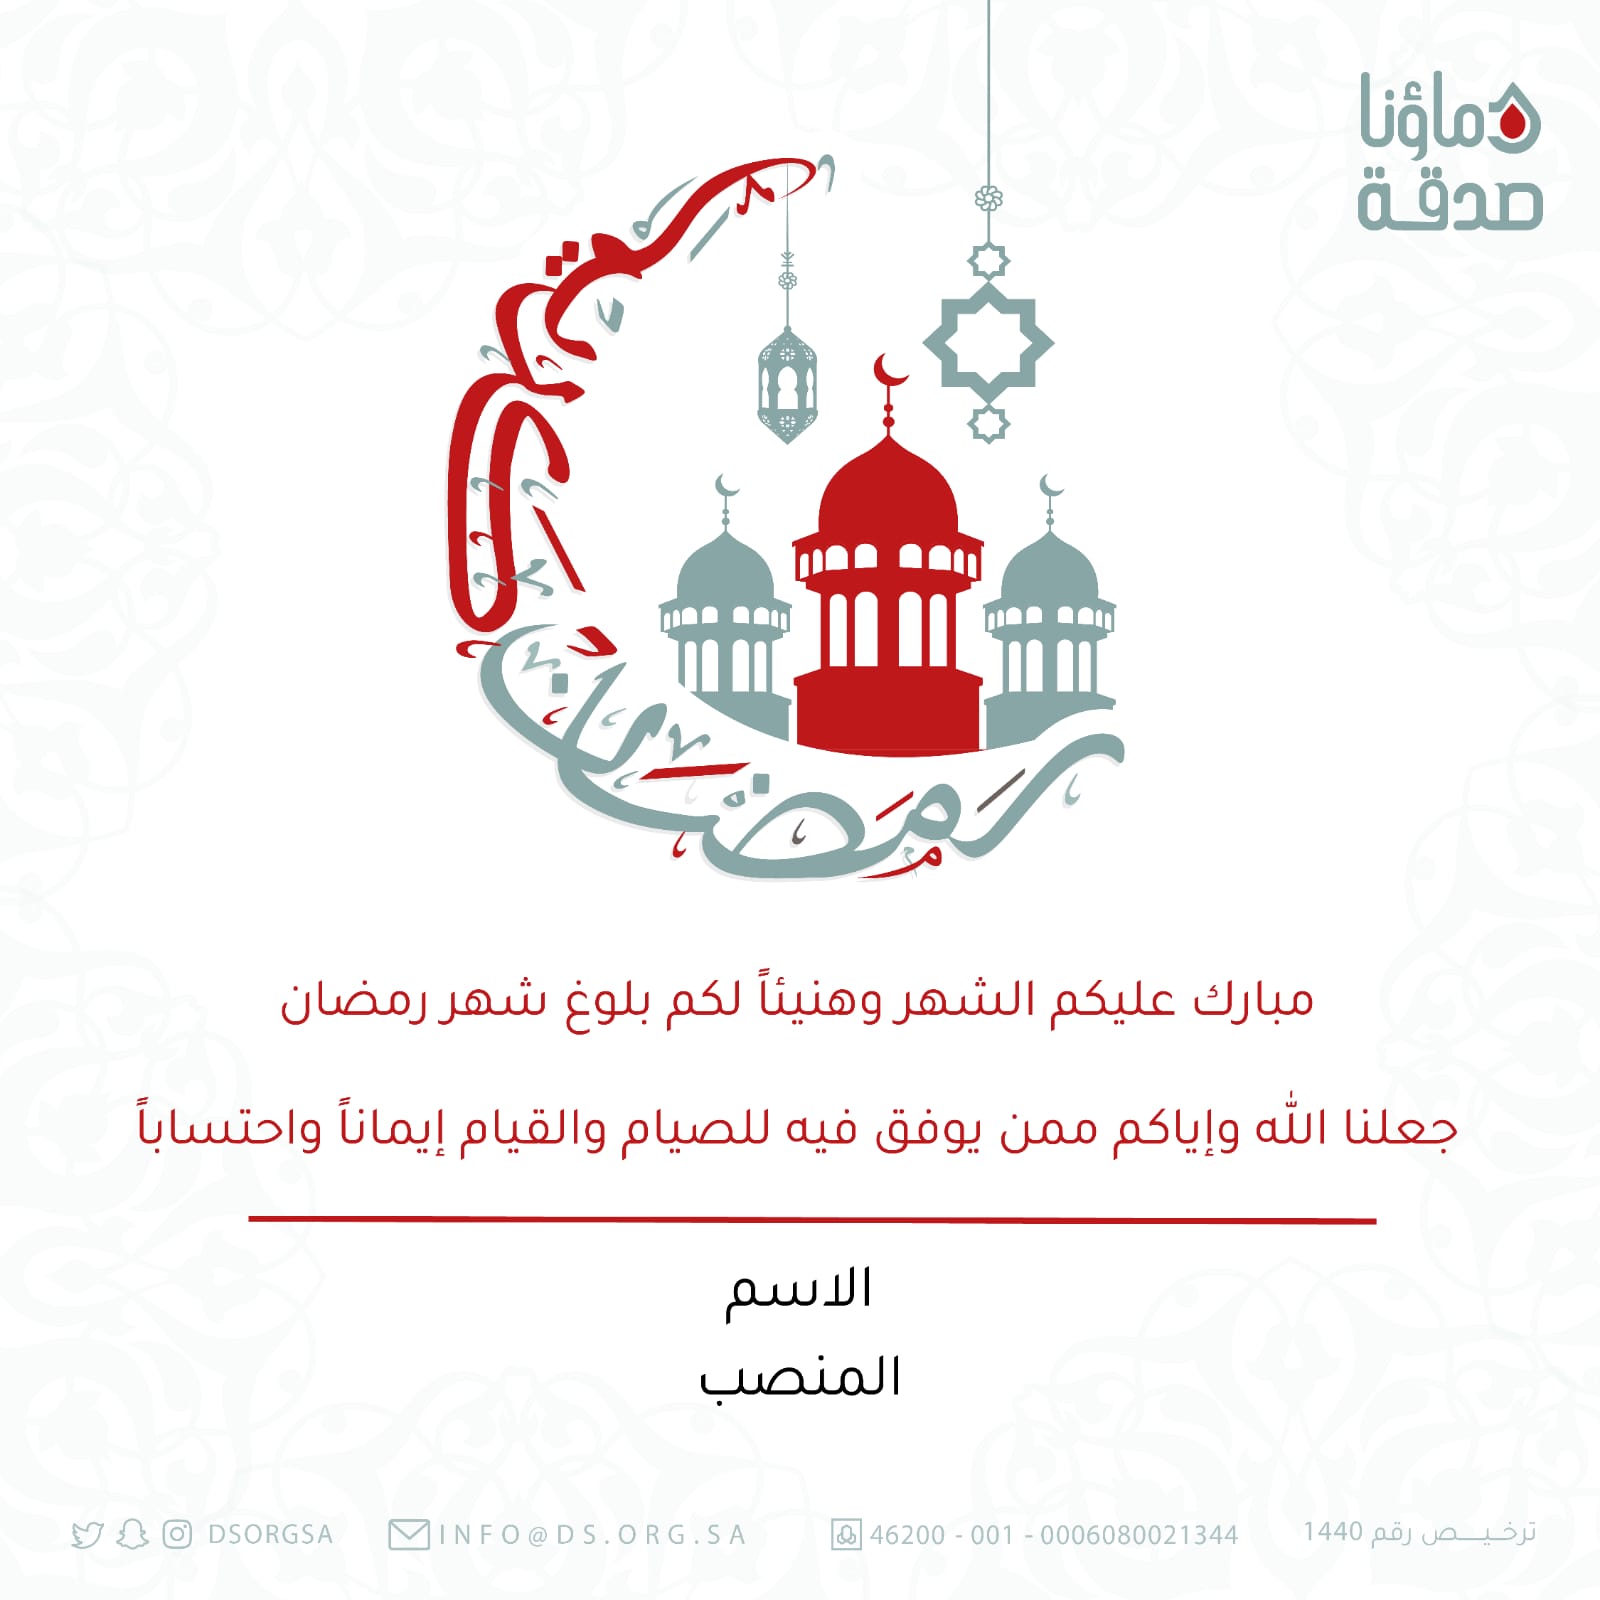 دماؤنا
صدقة
رمضان
مبارك عليكم الشهر وهنيئاً لكم بلوغ شهر رمضان
جعلنا الله وإياكم ممن يوفق فيه للصيام والقيام إيماناً واحتساباً
الاسم
المنصب
ترخيص رقم 1440
46200 - 001 - 0006080021344
INFO@DS.ORG.SA
DSORGSA